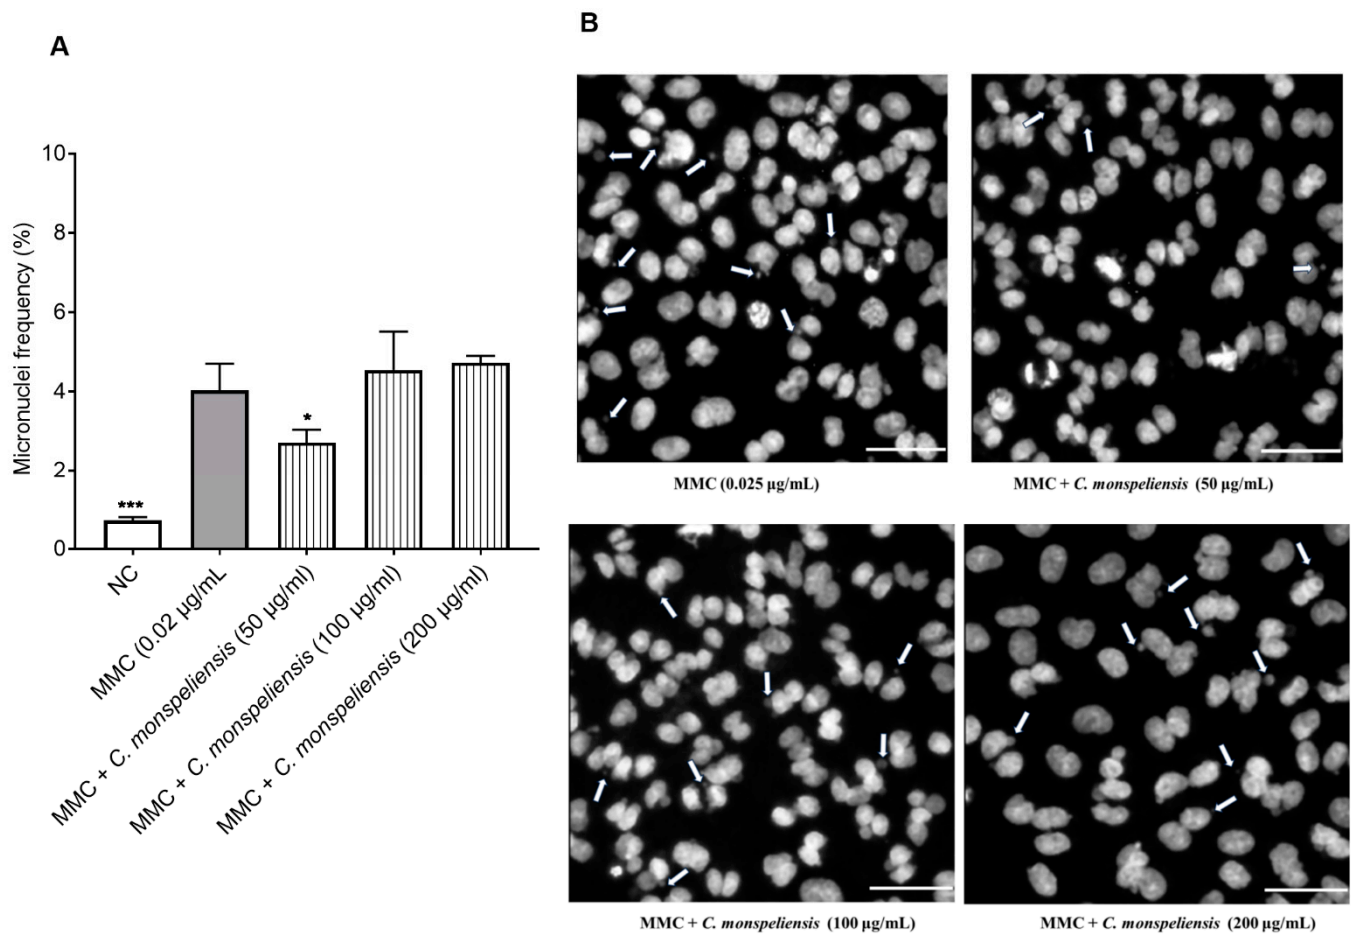 A
B
10
8
6
4
2
0
Micronuclei frequency (%)
***
*
NC
MMC (0.02 µg/mL
MMC + C. monspeliensis (50 µg/ml)
MMC + C. monspeliensis (100 µg/ml)
MMC + C. monspeliensis (200 µg/ml)
MMC (0.025 µg/mL)
MMC + C. monspeliensis (50 µg/mL)
MMC + C. monspeliensis (100 µg/mL)
MMC + C. monspeliensis (200 µg/mL)